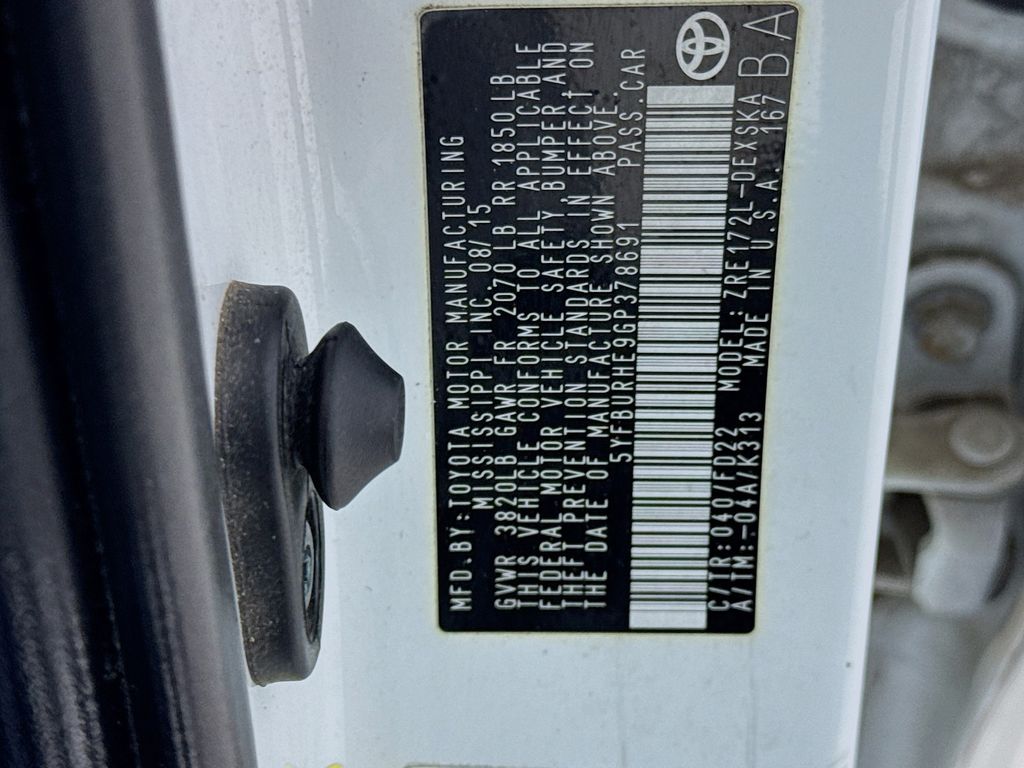 MFD.BY:TOYOTA MOTOR MANUFACTURING
MISSISSIPPI INC. 08/15
GVWR 3820LB GAWR FR 2070LB RR 1850LB
THIS VEHICLE CONFORMS TO ALL APPLICABLE
FEDERAL MOTOR VEHICLE SAFETY, BUMPER, AND
THEFT PREVENTION STANDARDS IN EFFECT ON
THE DATE OF MANUFACTURE SHOWN ABOVE.
5YFBURHE9GP378691 PASS.CAR
C/TR:040/FD22 MODEL:ZRE172L-DEXSKA
A/TM:-04A/K313 MADE IN U.S.A. 167
BA